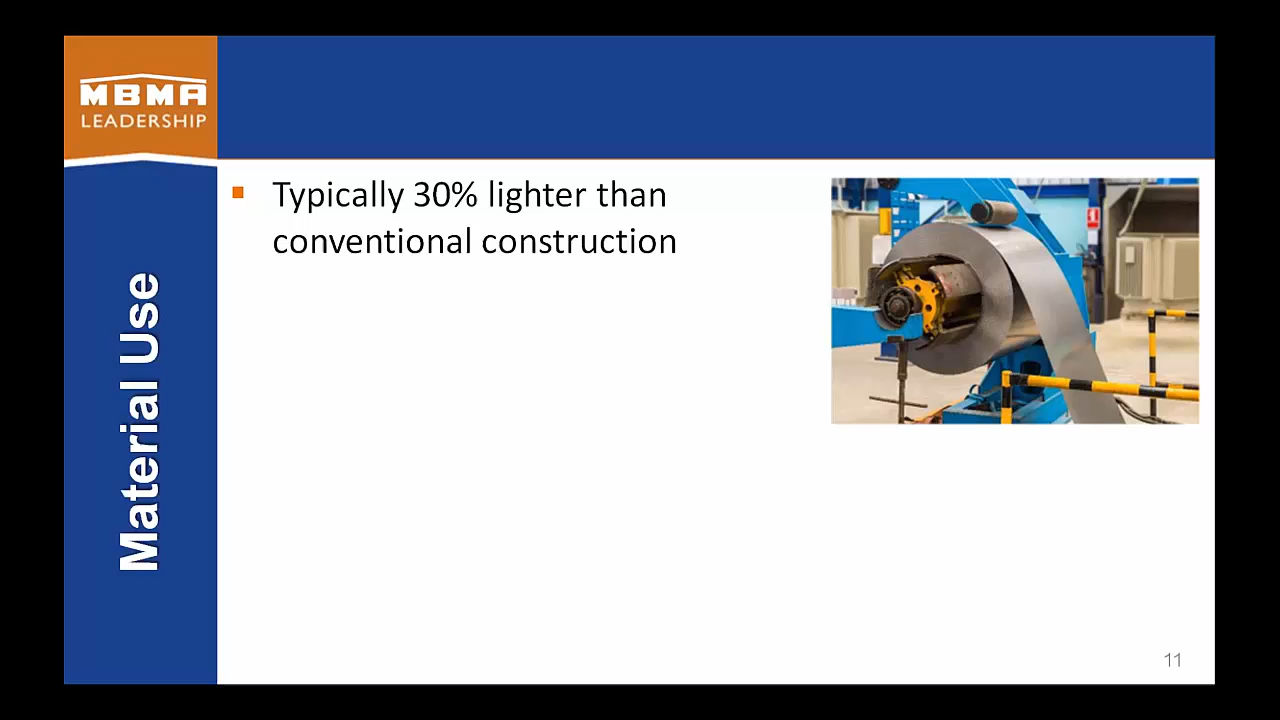 MBMA
LEADERSHIP
Material Use
Typically 30% lighter than
conventional construction
11